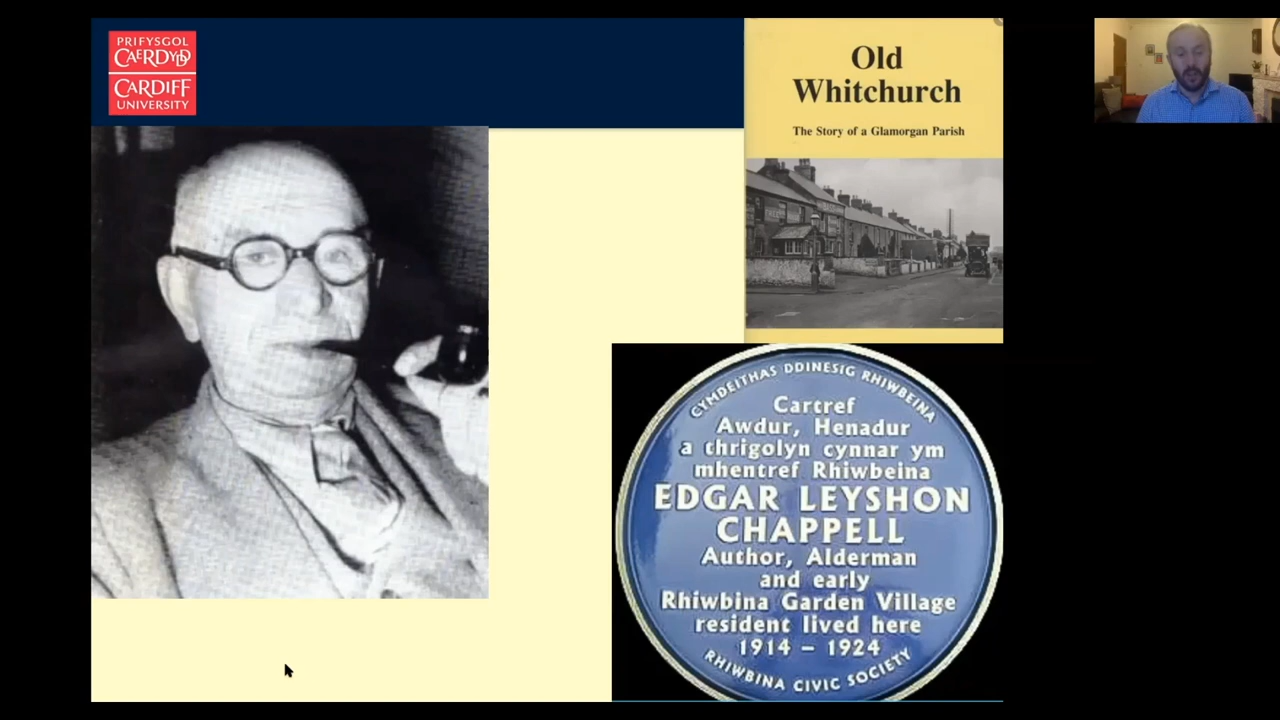 PRIFYSGOL
CAERDYDD
CARDIFF
UNIVERSITY
Old
Whitchurch
The Story of a Glamorgan Parish
CYMDEITHAS DDINESIG RHIWBEINA
Cartref
Awdur, Henadur
a thrigolyn cynnar ym
mhentref Rhiwbeina
EDGAR LEYSHON
CHAPPELL
Author, Alderman
and early
Rhiwbina Garden Village
resident lived here
1914 – 1924
RHIWBINA CIVIC SOCIETY